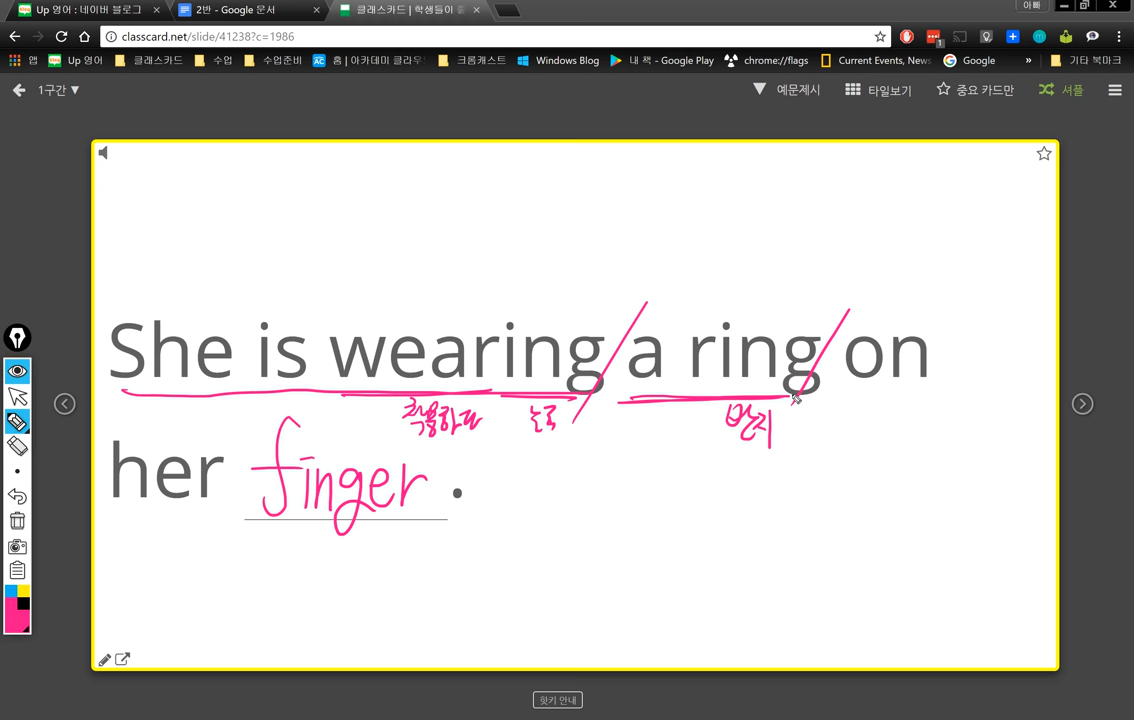 Up 영어 : 네이버 블로그
2반 - Google 문서
클래스카드 | 학생들이
아빠
classcard.net/slide/41238?c=1986
1
앱
Up 영어
클래스카드
수업
수업준비
AC
홈 | 아카데미 클라우
크롬캐스트
Windows Blog
내 책 - Google Play
chrome://flags
Current Events, News
Google
»
기타 북마크
1구간 ▼
예문제시
타일보기
중요 카드만
셔플
She is wearing a ring on
착용하다
반지
her finger .
핫키 안내